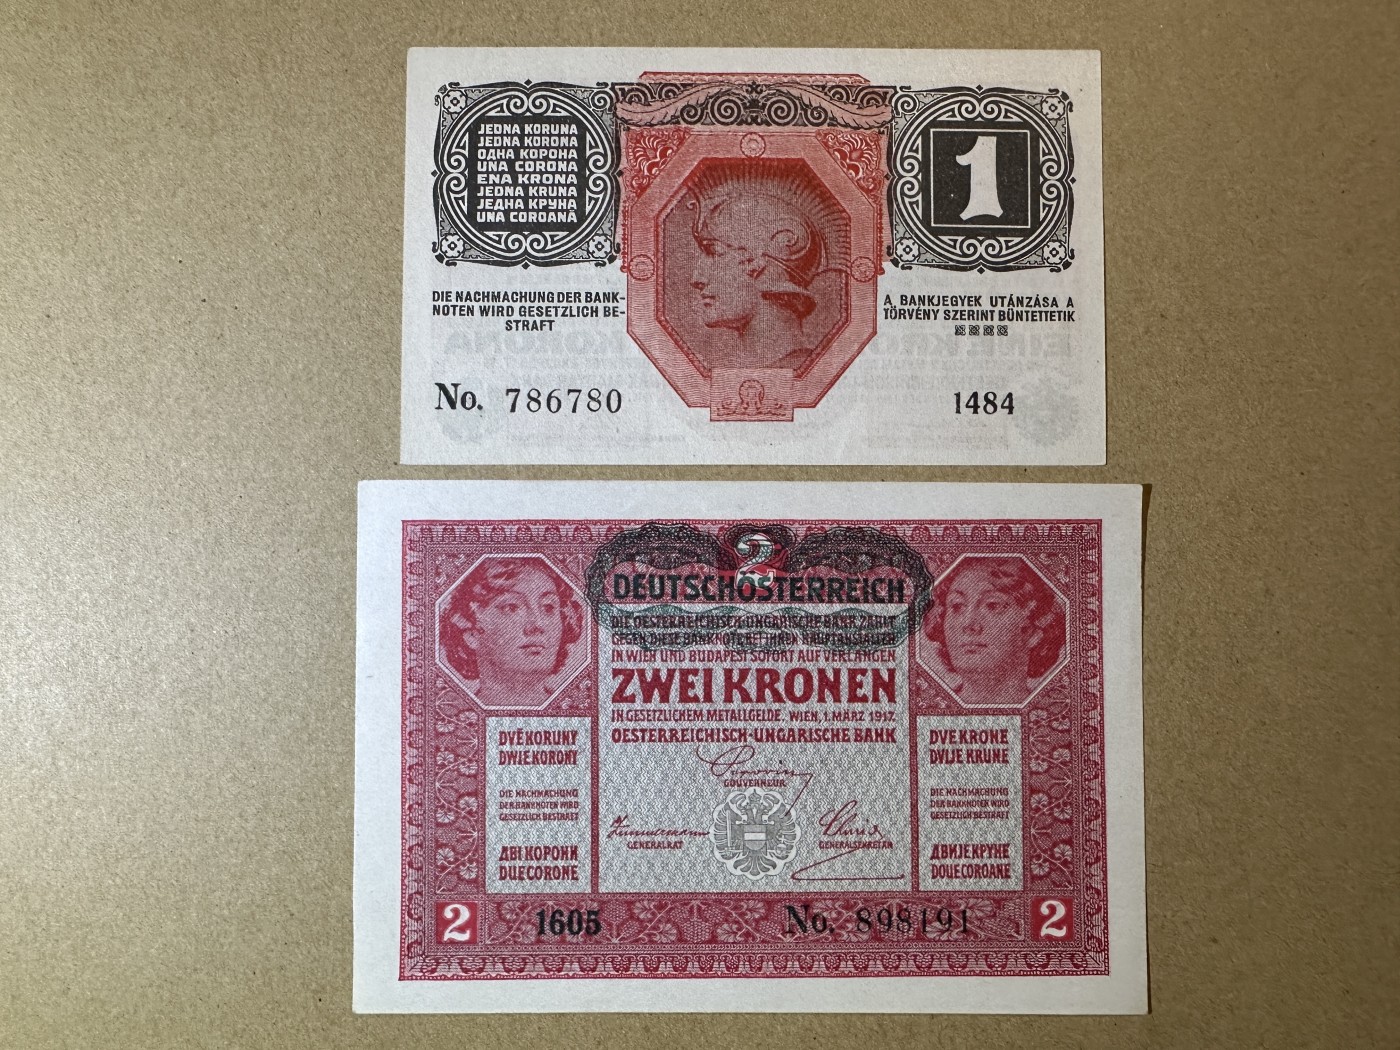 JEDNA KORUNA
JEDNA KORONA
ОДНА КОРОНА
UNA CORONA
ENA KRONA
JEDNA KRUNA
ЈЕДНА КРУНА
UNA COROANĂ
1
DIE NACHMACHUNG DER BANK-
NOTEN WIRD GESETZLICH BE-
STRAFT
A BANKJEGYEK UTÁNZÁSA A
TÖRVÉNY SZERINT BÜNTETTETIK
No. 786780
1484
2
DEUTSCHÖSTERREICH
DIE OESTERREICHISCH-UNGARISCHE BANK ZAHLT
GEGEN DIESE BANKNOTE BEI IHREN HAUPTANSTALTEN
IN WIEN UND BUDAPEST SOFORT AUF VERLANGEN
ZWEI KRONEN
IN GESETZLICHEM METALLGELDE. WIEN, 1. MÄRZ 1917.
OESTERREICHISCH-UNGARISCHE BANK
Popovics
GOUVERNEUR
GENERALRAT
GENERALSEKRETÄR
DVĚ KORUNY
DWIE KORONY
DIE NACHMACHUNG
DER BANKNOTEN WIRD
GESETZLICH BESTRAFT
ДВІ КОРОНИ
DUE CORONE
DVE KRONE
DVIJE KRUNE
DIE NACHMACHUNG
DER BANKNOTEN WIRD
GESETZLICH BESTRAFT
ДВИЈЕ КРУНЕ
DOUE COROANE
2
1605
No. 898191
2